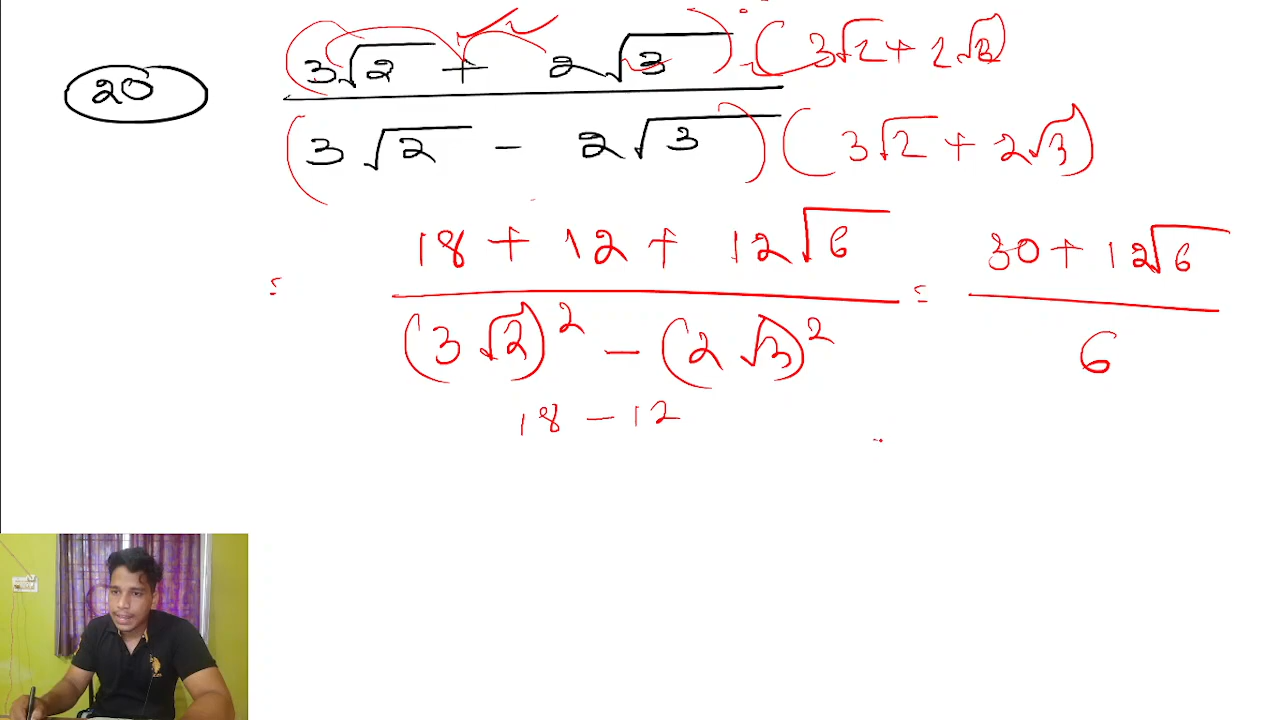 20
(3√2 + 2√3) . (3√2 + 2√3)
(3√2 - 2√3) (3√2 + 2√3)
= 18 + 12 + 12√6 = 30 + 12√6
(3√2)² - (2√3)² 6
18 - 12